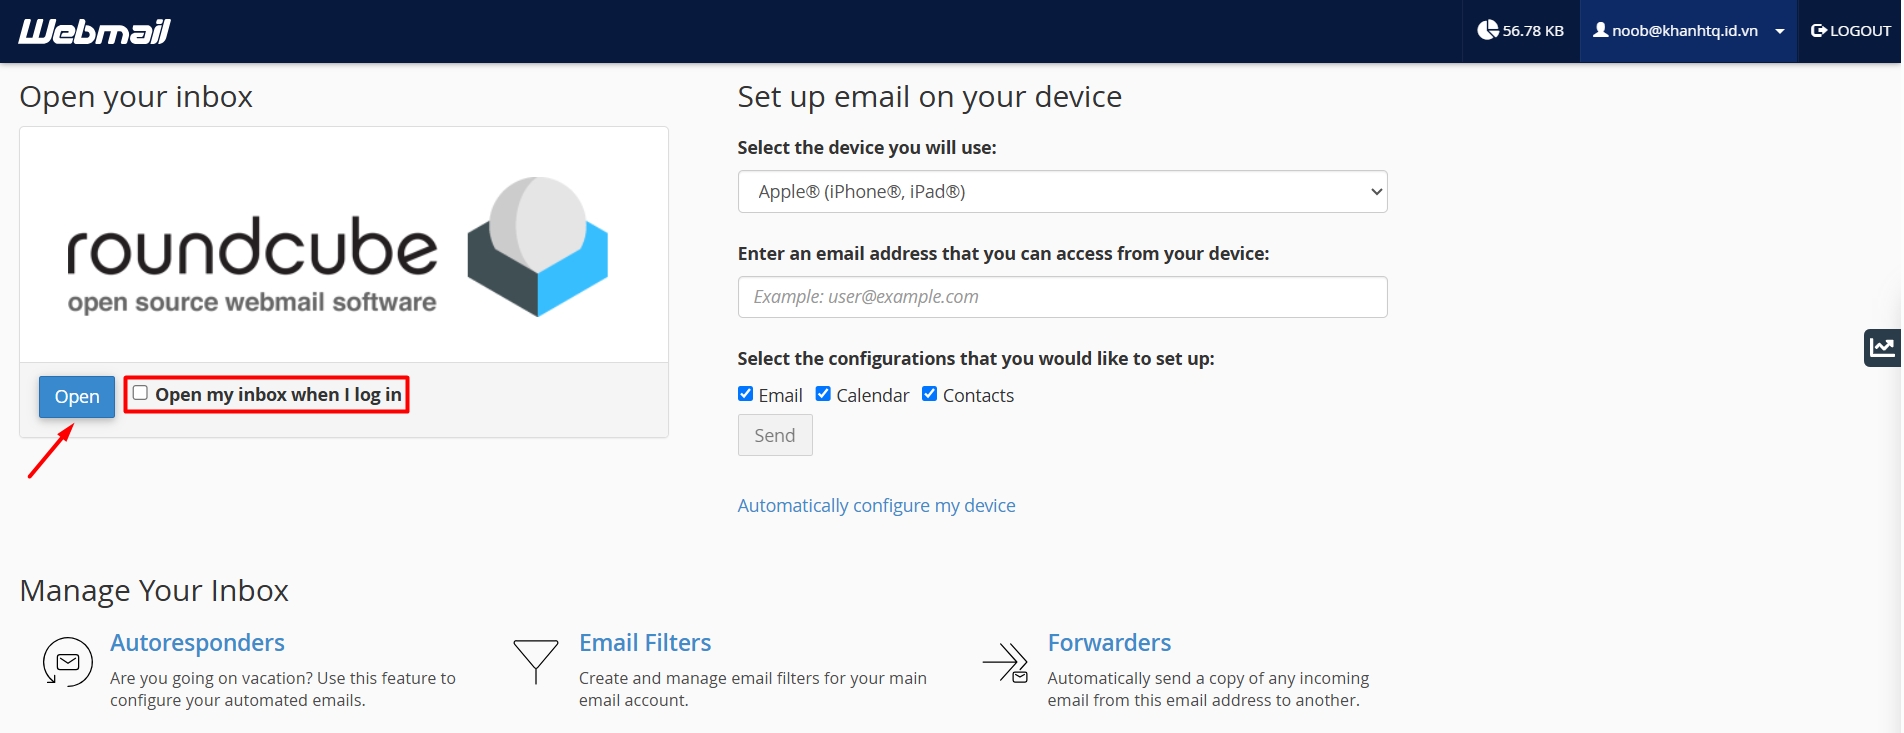 Webmail
56.78 KB
noob@khanhtq.id.vn
LOGOUT
Open your inbox
roundcube
open source webmail software
Open
Open my inbox when I log in
Set up email on your device
Select the device you will use:
Apple® (iPhone®, iPad®)
Enter an email address that you can access from your device:
Example: user@example.com
Select the configurations that you would like to set up:
Email Calendar Contacts
Send
Automatically configure my device
Manage Your Inbox
Autoresponders
Are you going on vacation? Use this feature to
configure your automated emails.
Email Filters
Create and manage email filters for your main
email account.
Forwarders
Automatically send a copy of any incoming
email from this email address to another.